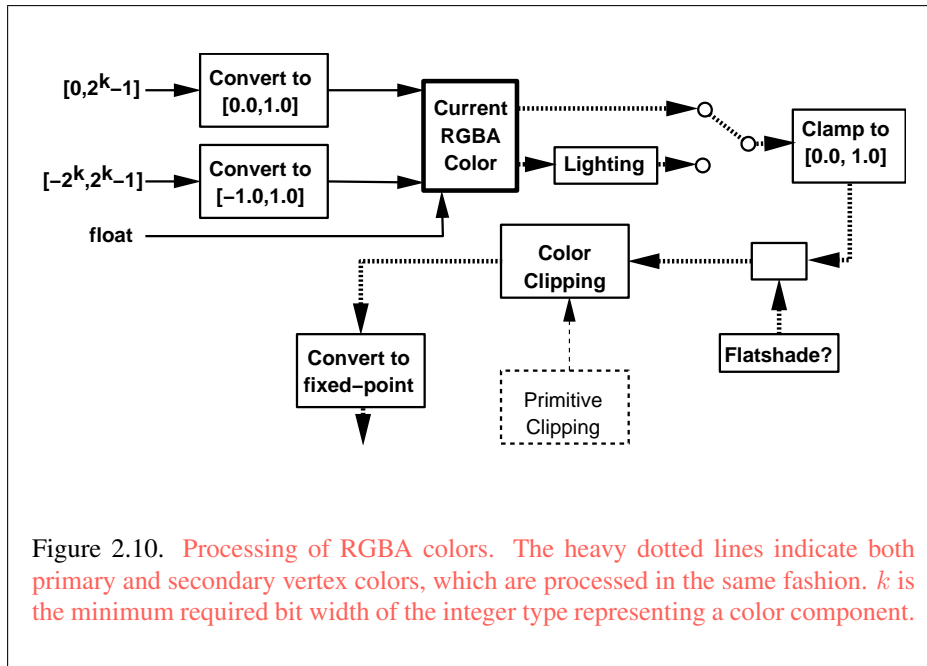 [0,2^k−1]
Convert to
[0.0,1.0]
Current
RGBA
Color
Clamp to
[0.0, 1.0]
[−2^k,2^k−1]
Convert to
[−1.0,1.0]
Lighting
float
Color
Clipping
Flatshade?
Convert to
fixed−point
Primitive
Clipping
Figure 2.10. Processing of RGBA colors. The heavy dotted lines indicate both
primary and secondary vertex colors, which are processed in the same fashion. k is
the minimum required bit width of the integer type representing a color component.